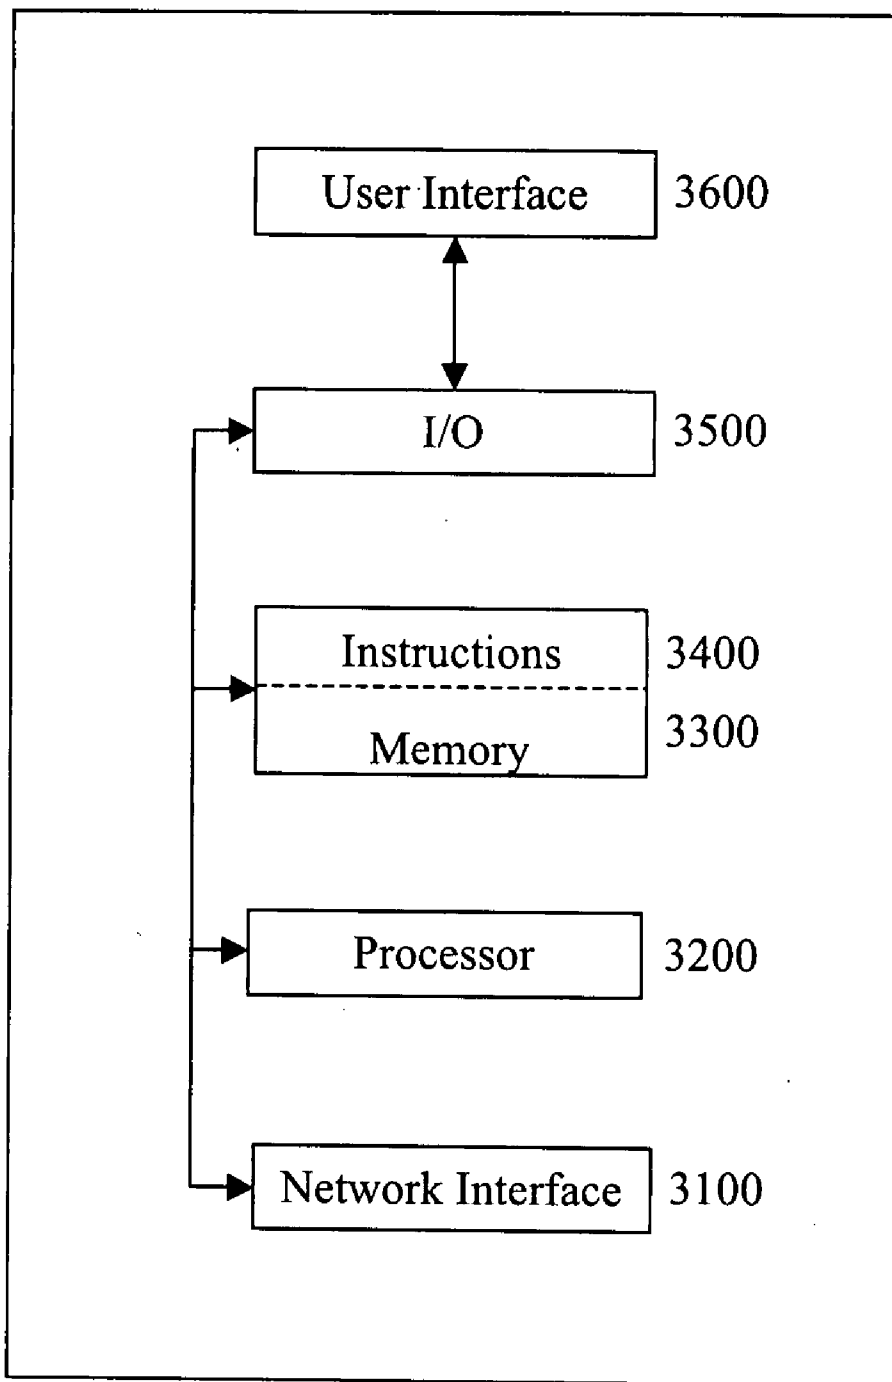 User Interface 3600
I/O 3500
Instructions 3400
Memory 3300
Processor 3200
Network Interface 3100